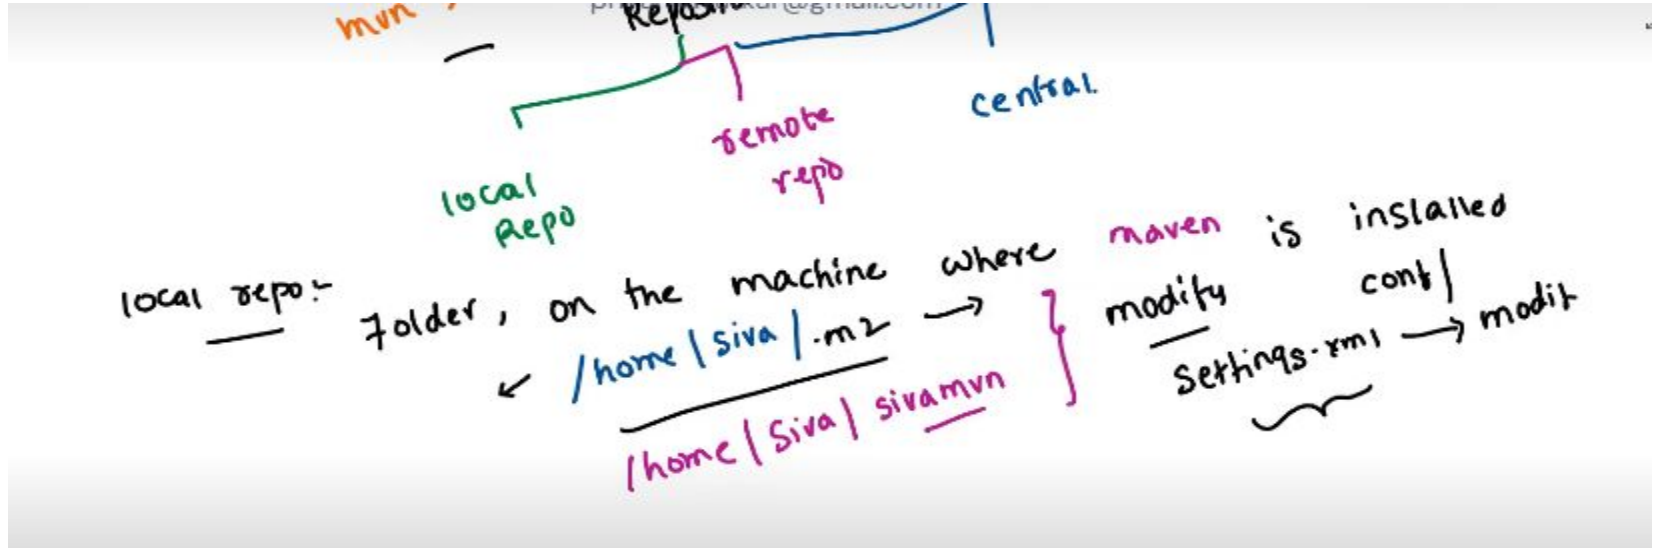 mvn
central
remote
repo
local
Repo
local repo:- Folder, on the machine where maven is installed
/home/siva/.m2 → modify conf/
settings.xml → modif
/home/Siva/sivamvn